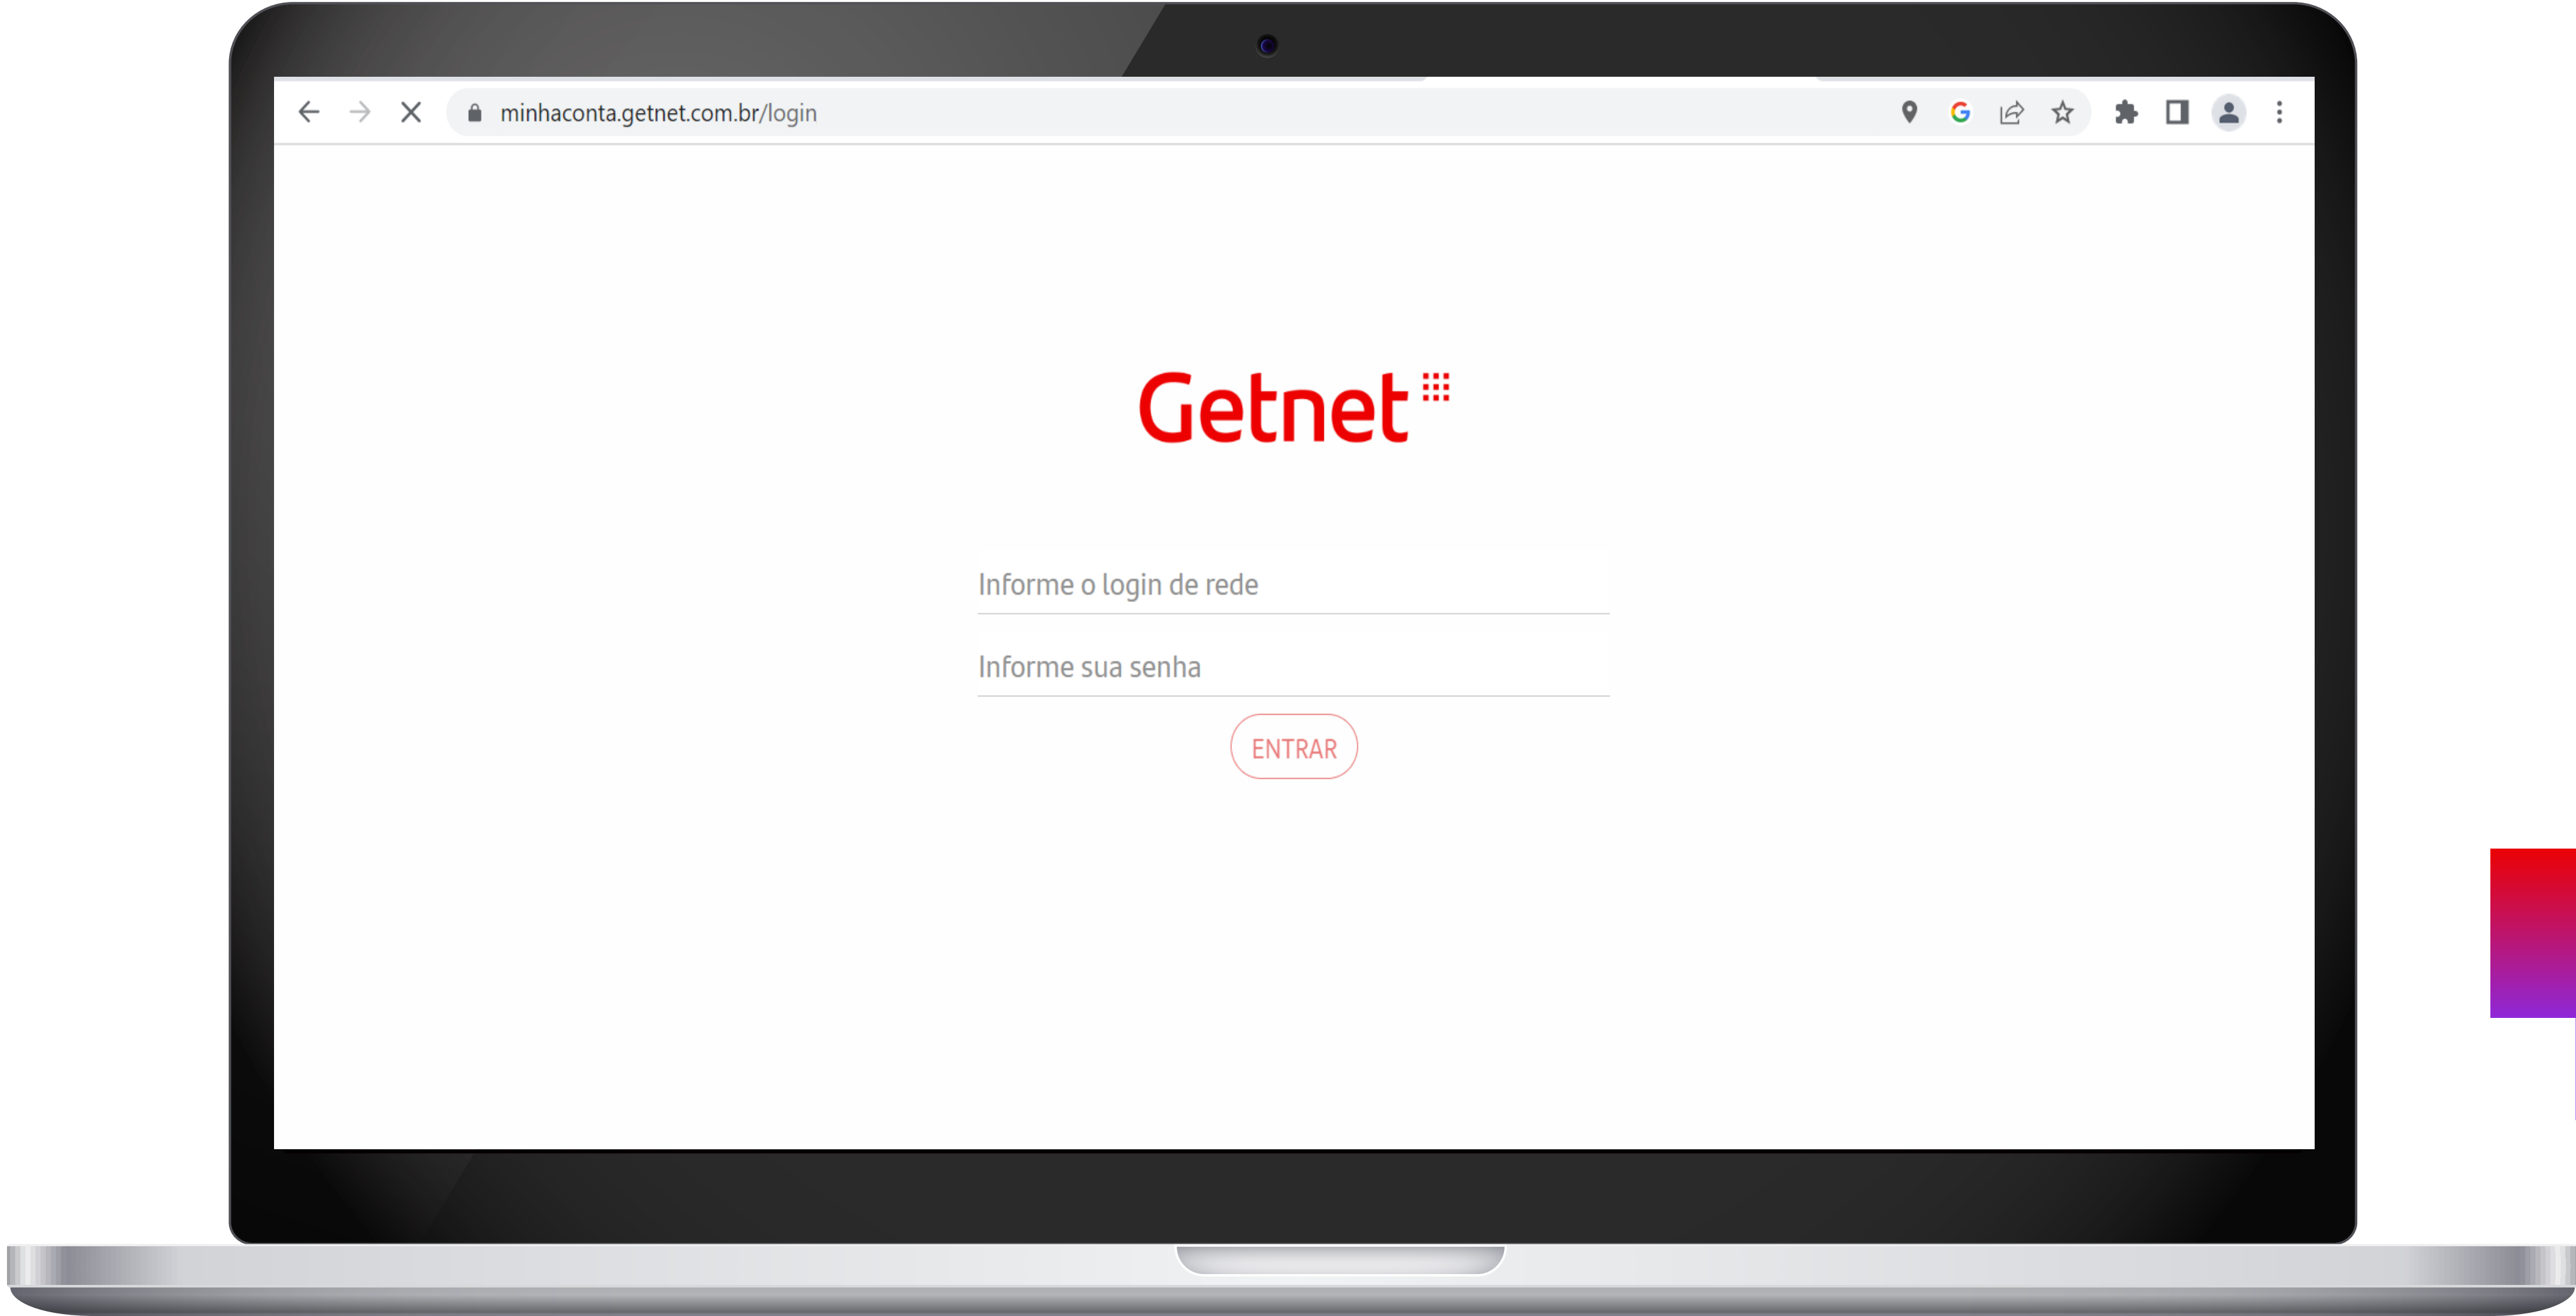 minhaconta.getnet.com.br/login
Getnet
Informe o login de rede
Informe sua senha
ENTRAR